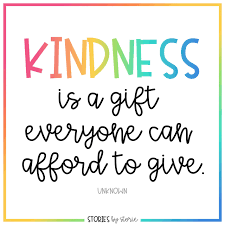 KINDNESS
is a gift
everyone can
afford to give.
UNKNOWN
STORIES by storie